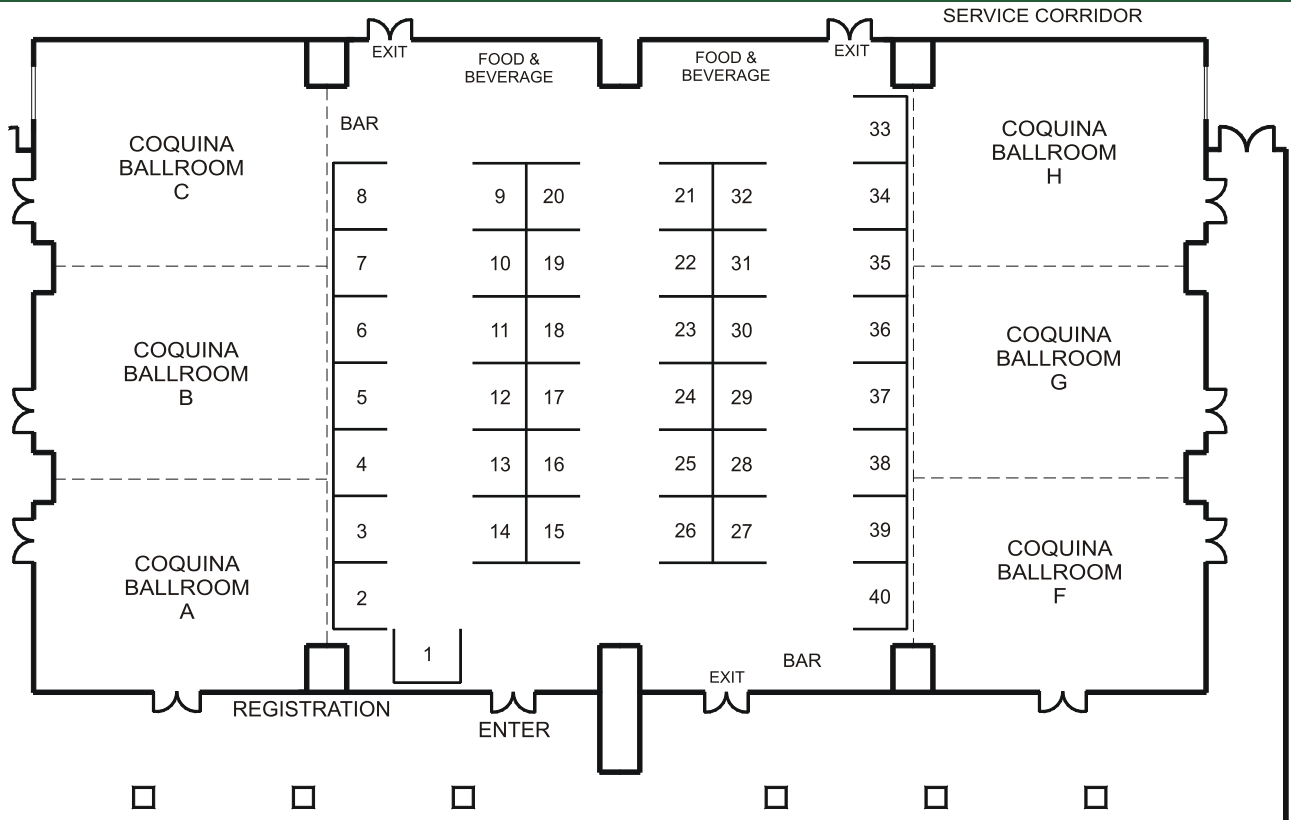 SERVICE CORRIDOR
EXIT
FOOD &
BEVERAGE
FOOD &
BEVERAGE
EXIT
BAR
COQUINA
BALLROOM
C
COQUINA
BALLROOM
H
33
8
9 20
21 32
34
7
10 19
22 31
35
6
11 18
23 30
36
COQUINA
BALLROOM
B
COQUINA
BALLROOM
G
5
12 17
24 29
37
4
13 16
25 28
38
3
14 15
26 27
39
COQUINA
BALLROOM
A
COQUINA
BALLROOM
F
2
40
1
BAR
EXIT
REGISTRATION
ENTER